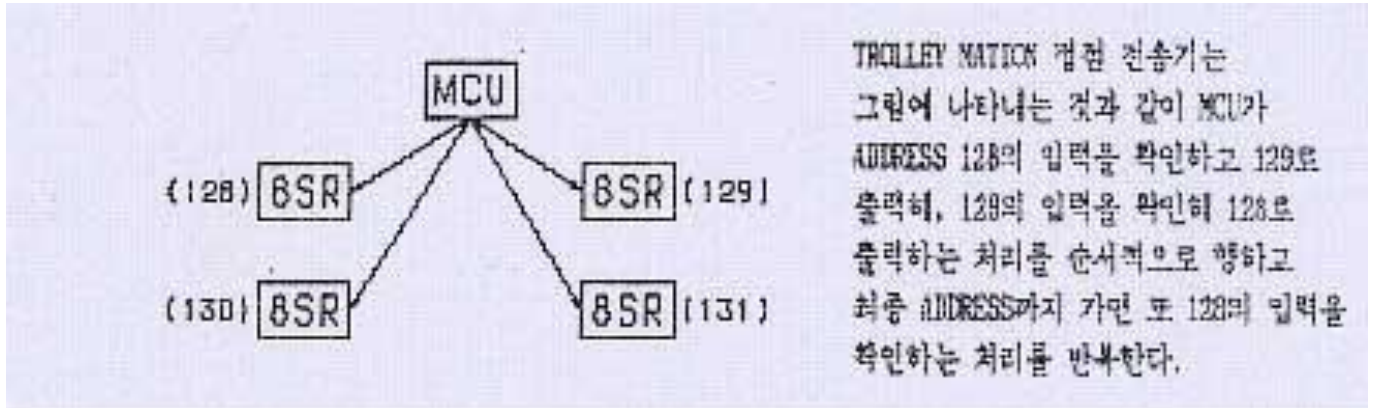 MCU
(128) 8SR
8SR (129)
(130) 8SR
8SR (131)
TROLLEY MATION 접점 전송기는
그림에 나타내는 것과 같이 MCU가
ADDRESS 128의 입력을 확인하고 129로
출력해, 129의 입력을 확인해 128로
출력하는 처리를 순서적으로 행하고
최종 ADDRESS까지 가면 또 128의 입력을
확인하는 처리를 반복한다.